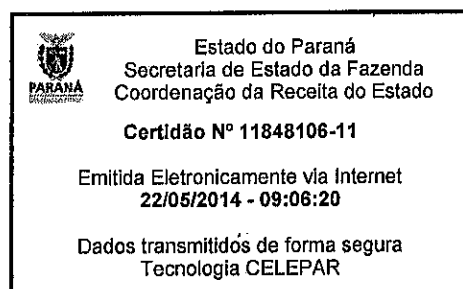 Estado do Paraná
Secretaria de Estado da Fazenda
PARANÁ
Coordenação da Receita do Estado
Certidão Nº 11848106-11
Emitida Eletronicamente via Internet
22/05/2014 - 09:06:20
Dados transmitidos de forma segura
Tecnologia CELEPAR